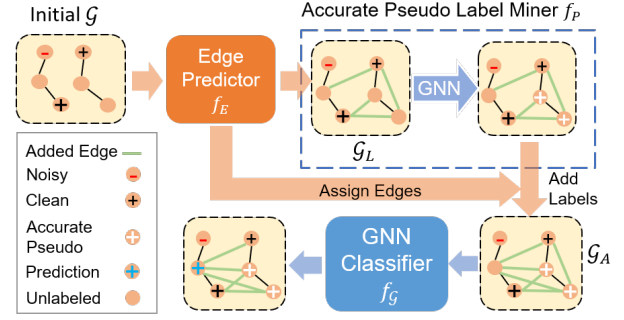 Initial 𝒢
Accurate Pseudo Label Miner f_P
Edge
Predictor
f_E
GNN
𝒢_L
Added Edge
Noisy
Clean
Accurate
Pseudo
Prediction
Unlabeled
Assign Edges
Add
Labels
GNN
Classifier
f_𝒢
𝒢_A